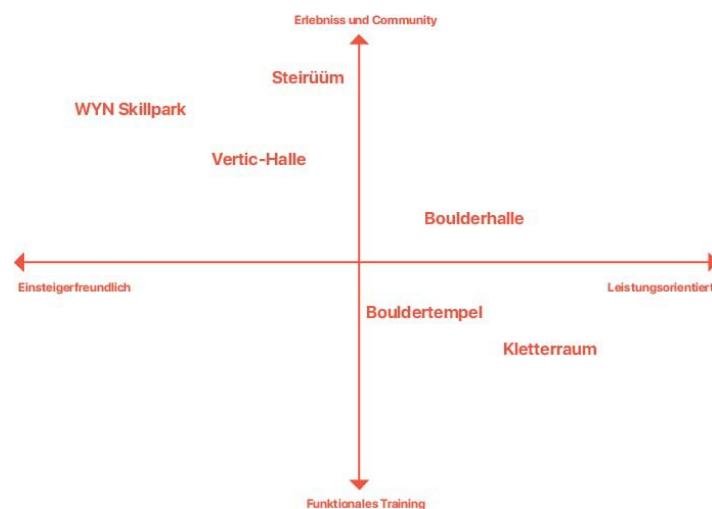 Erlebniss und Community
Steirüüm
WYN Skillpark
Vertic-Halle
Boulderhalle
Einsteigerfreundlich
Leistungsorientiert
Bouldertempel
Kletterraum
Funktionales Training